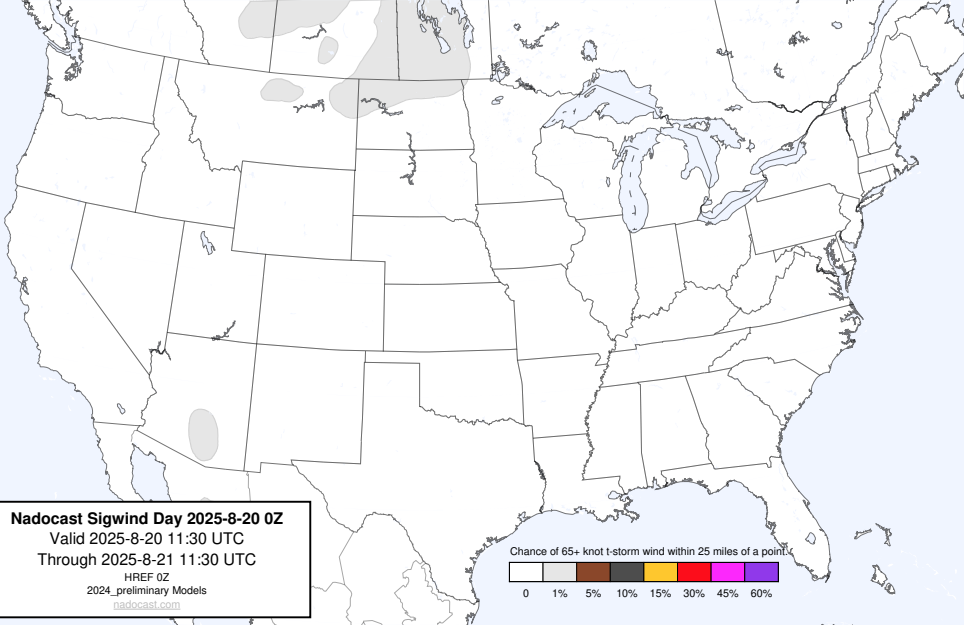 Nadocast Sigwind Day 2025-8-20 0Z
Valid 2025-8-20 11:30 UTC
Through 2025-8-21 11:30 UTC
HREF 0Z
2024_preliminary Models
nadocast.com
Chance of 65+ knot t-storm wind within 25 miles of a point.
0 1% 5% 10% 15% 30% 45% 60%